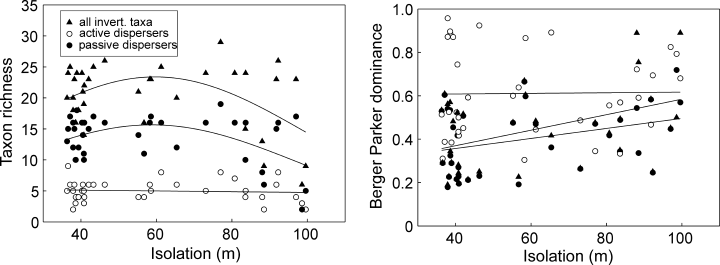 35
30
25
20
15
10
5
0
Taxon richness
all invert. taxa
active dispersers
passive dispersers
40 60 80 100
Isolation (m)
1.0
0.8
0.6
0.4
0.2
0
Berger Parker dominance
40 60 80 100
Isolation (m)